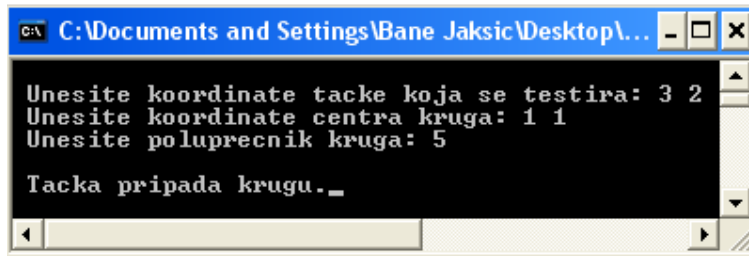 C:\Documents and Settings\Bane Jaksic\Desktop\...
Unesite koordinate tacke koja se testira: 3 2
Unesite koordinate centra kruga: 1 1
Unesite poluprecnik kruga: 5
Tacka pripada krugu._